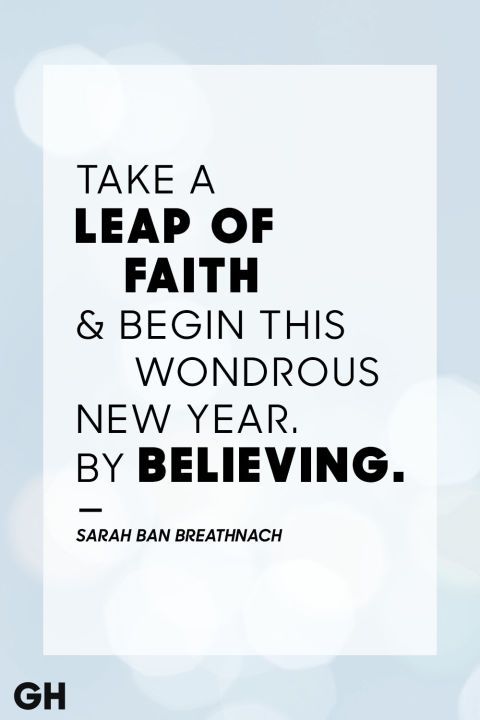 TAKE A
LEAP OF
FAITH
& BEGIN THIS
WONDROUS
NEW YEAR.
BY BELIEVING.
—
SARAH BAN BREATHNACH
GH